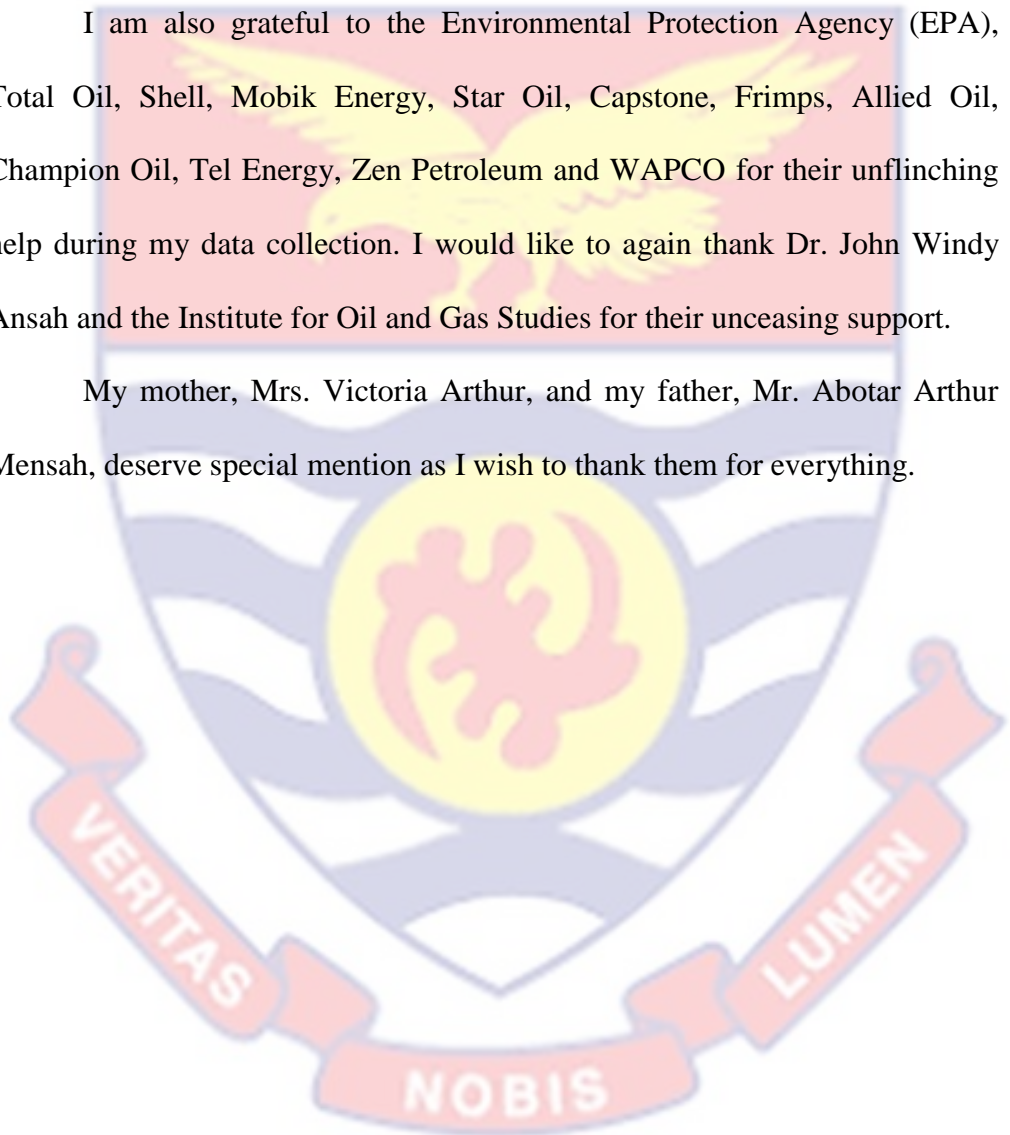 I am also grateful to the Environmental Protection Agency (EPA),
Total Oil, Shell, Mobik Energy, Star Oil, Capstone, Frimps, Allied Oil,
Champion Oil, Tel Energy, Zen Petroleum and WAPCO for their unflinching
help during my data collection. I would like to again thank Dr. John Windy
Ansah and the Institute for Oil and Gas Studies for their unceasing support.
My mother, Mrs. Victoria Arthur, and my father, Mr. Abotar Arthur
Mensah, deserve special mention as I wish to thank them for everything.
VERITAS
NOBIS
LUMEN